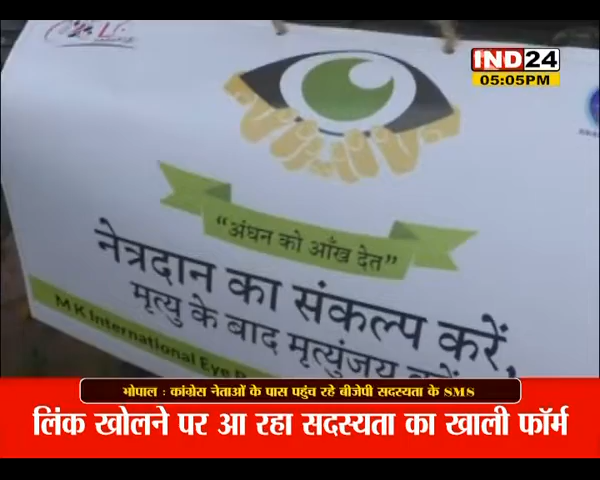 IND24
05:05PM
"अंधन को आँख देत"
नेत्रदान का संकल्प करें,
मृत्यु के बाद मृत्युंजय
MK International Eye
भोपाल : कांग्रेस नेताओं के पास पहुंच रहे बीजेपी सदस्यता के SMS
लिंक खोलने पर आ रहा सदस्यता का खाली फॉर्म